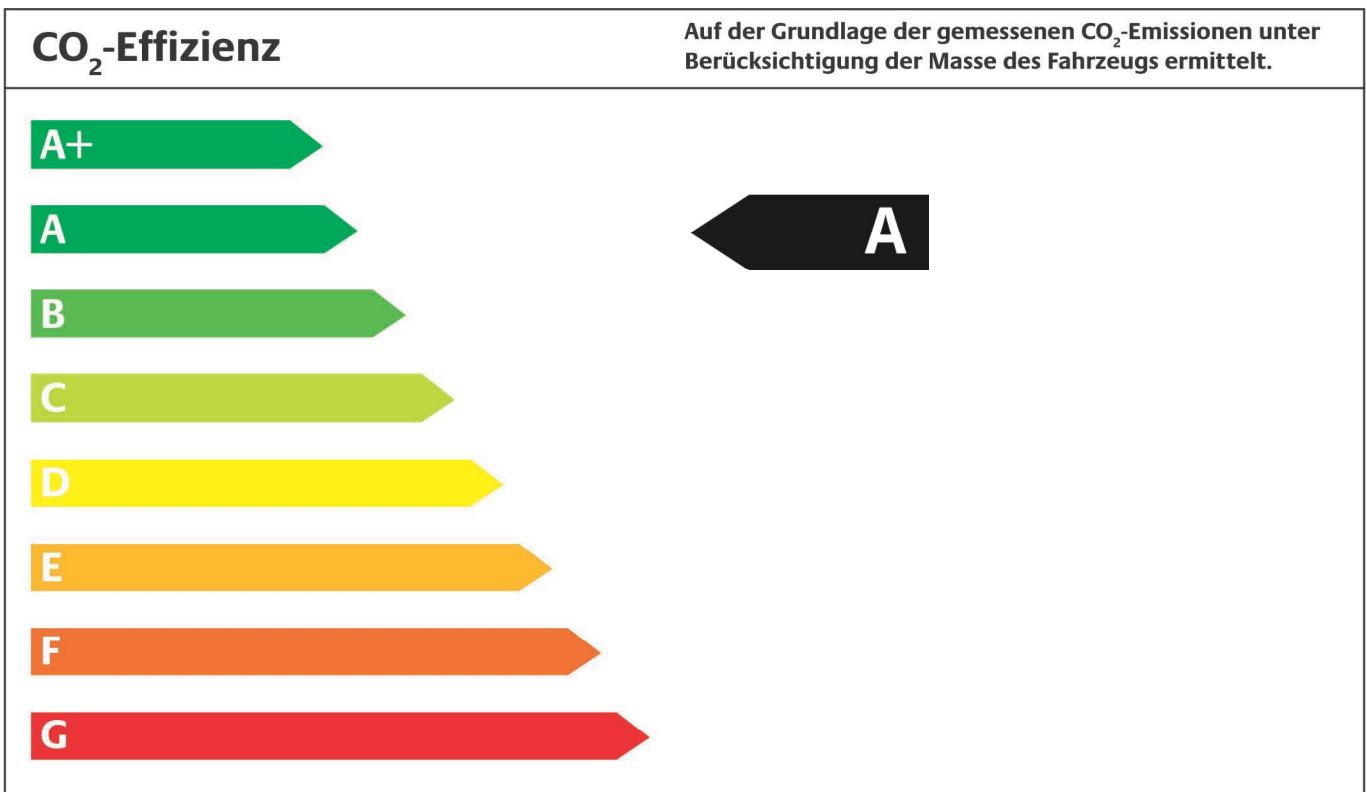 CO₂-Effizienz
Auf der Grundlage der gemessenen CO₂-Emissionen unter
Berücksichtigung der Masse des Fahrzeugs ermittelt.
A+
A
A
B
C
D
E
F
G